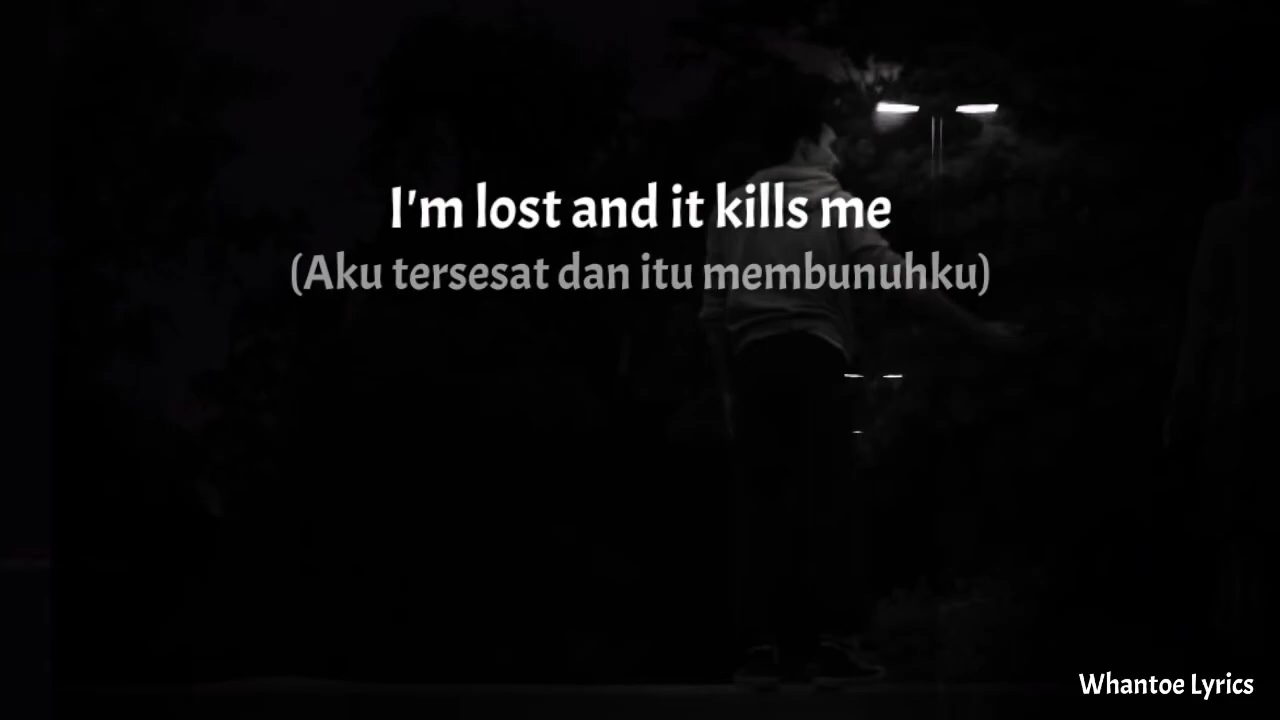 I'm lost and it kills me
(Aku tersesat dan itu membunuhku)
Whantoe Lyrics